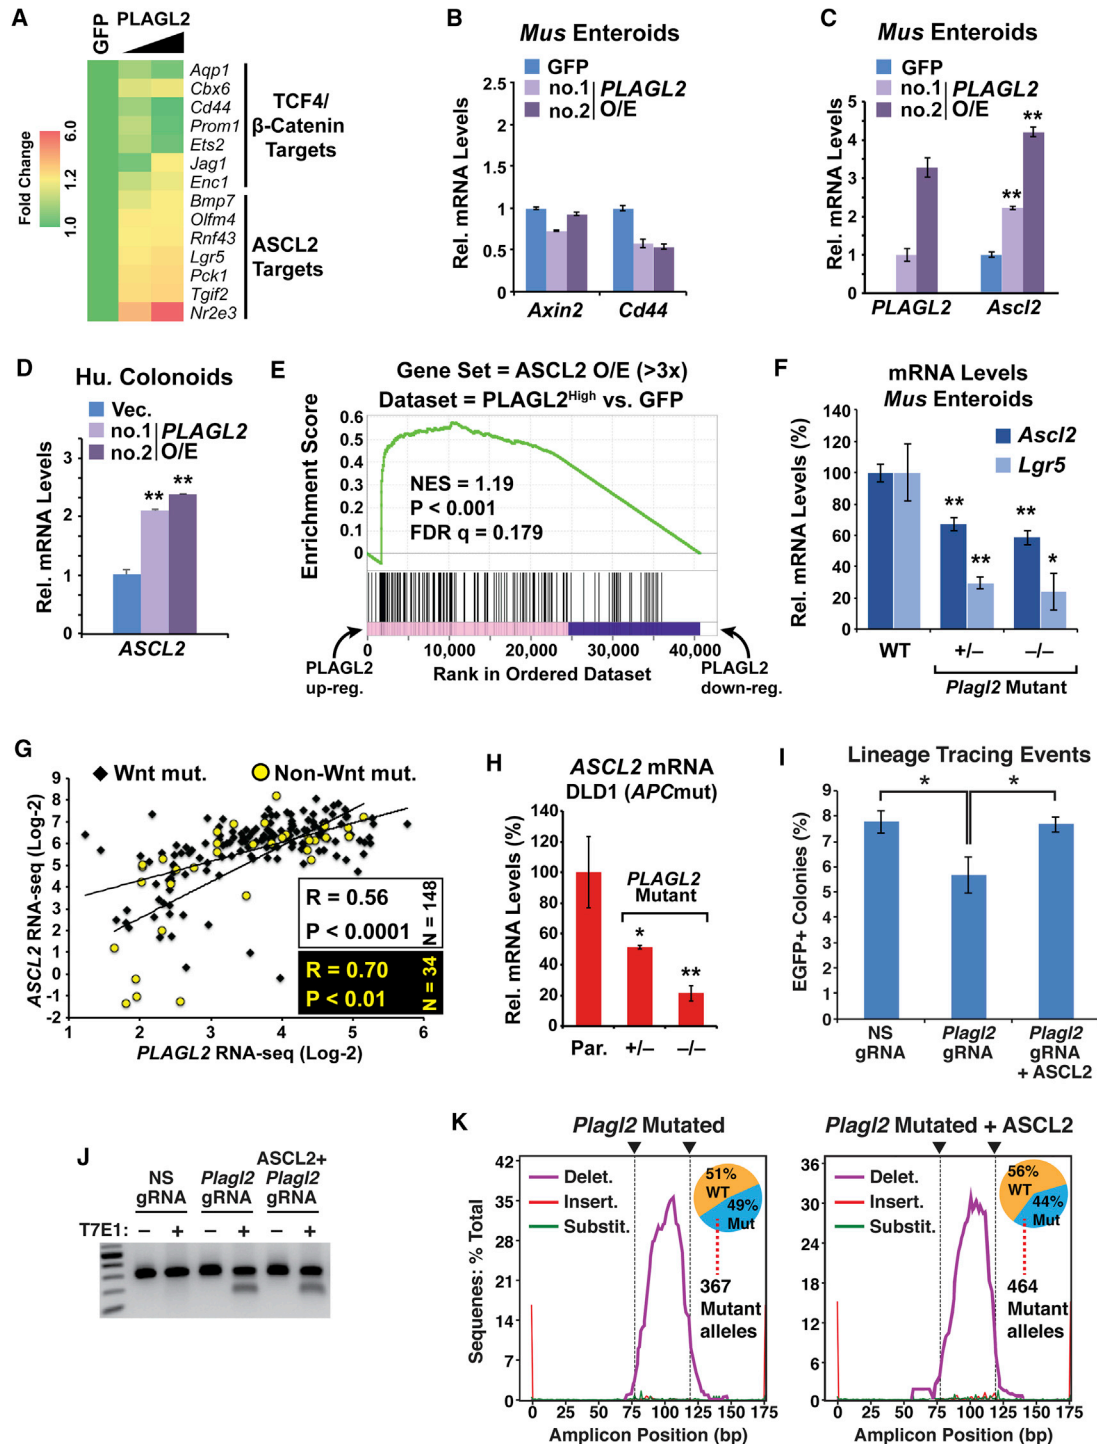 A
GFP
PLAGL2
Aqp1
Cbx6
Cd44
Prom1
Ets2
Jag1
Enc1
Bmp7
Olfm4
Rnf43
Lgr5
Pck1
Tgif2
Nr2e3
TCF4/
β-Catenin
Targets
ASCL2
Targets
Fold Change
6.0
1.2
1.0
B
Mus Enteroids
GFP
no.1 PLAGL2
no.2 O/E
Rel. mRNA Levels
2.5
2
1.5
1
0.5
0
Axin2 Cd44
C
Mus Enteroids
GFP
no.1 PLAGL2
no.2 O/E
Rel. mRNA Levels
5
4
3
2
1
0
**
**
PLAGL2 Ascl2
D
Hu. Colonoids
Vec.
no.1 PLAGL2
no.2 O/E
Rel. mRNA Levels
3
2
1
0
** **
ASCL2
E
Gene Set = ASCL2 O/E (>3x)
Dataset = PLAGL2High vs. GFP
Enrichment Score
0.6
0.5
0.4
0.3
0.2
0.1
0
NES = 1.19
P < 0.001
FDR q = 0.179
0 10,000 20,000 30,000 40,000
Rank in Ordered Dataset
PLAGL2
up-reg.
PLAGL2
down-reg.
F
mRNA Levels
Mus Enteroids
Ascl2
Lgr5
Rel. mRNA Levels (%)
140
120
100
80
60
40
20
0
**
**
**
*
WT +/− −/−
Plagl2 Mutant
G
Wnt mut. Non-Wnt mut.
ASCL2 RNA-seq (Log-2)
9
8
7
6
5
4
3
2
1
0
-1
-2
R = 0.56
P < 0.0001
N = 148
R = 0.70
P < 0.01
N = 34
1 2 3 4 5 6
PLAGL2 RNA-seq (Log-2)
H
ASCL2 mRNA
DLD1 (APCmut)
Rel. mRNA Levels (%)
140
120
100
80
60
40
20
0
PLAGL2
Mutant
*
**
Par. +/− −/−
I
Lineage Tracing Events
EGFP+ Colonies (%)
9
8
7
6
5
4
3
2
1
0
* *
NS
gRNA
Plagl2
gRNA
Plagl2
gRNA
+ ASCL2
J
NS
gRNA
Plagl2
gRNA
ASCL2+
Plagl2
gRNA
T7E1: − + − + − +
K
Plagl2 Mutated
Sequenes: % Total
42
35
28
21
14
7
0
Delet.
Insert.
Substit.
51%
WT
49%
Mut
367
Mutant
alleles
0 25 50 75 100 125 150 175
Amplicon Position (bp)
Plagl2 Mutated + ASCL2
36
30
24
18
12
6
0
Delet.
Insert.
Substit.
56%
WT
44%
Mut
464
Mutant
alleles
0 25 50 75 100 125 150 175
Amplicon Position (bp)